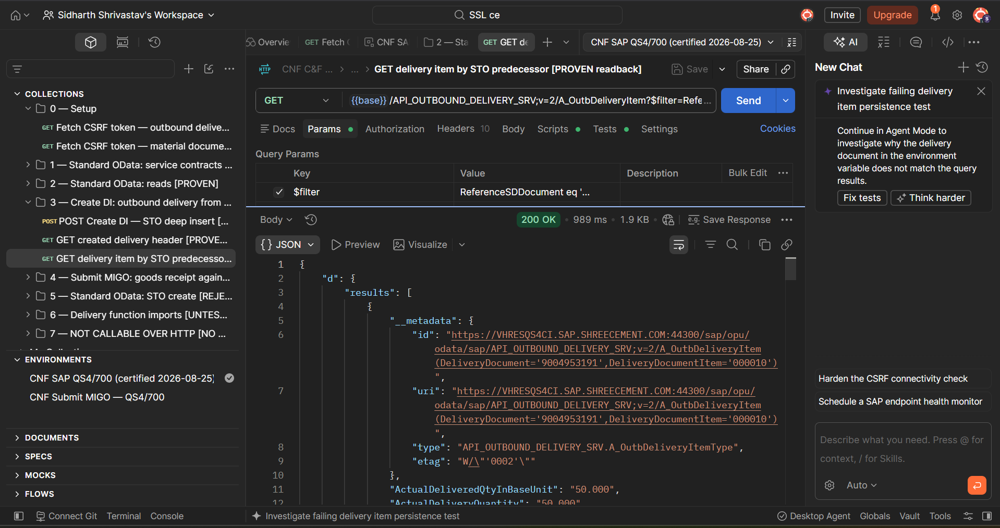 Sidharth Shrivastav's Workspace
SSL ce
Invite
Upgrade
1
Overvie
GET Fetch
CNF SA
2 — Sta
GET GET de
CNF SAP QS4/700 (certified 2026-08-25)
AI
CNF C&F ... > ... > GET delivery item by STO predecessor [PROVEN readback]
Save
Share
New Chat
COLLECTIONS
0 — Setup
GET Fetch CSRF token — outbound delive...
GET Fetch CSRF token — material docume...
1 — Standard OData: service contracts ...
2 — Standard OData: reads [PROVEN]
3 — Create DI: outbound delivery from ...
POST POST Create DI — STO deep insert [...
GET GET created delivery header [PROVE...
GET GET delivery item by STO predecesso...
4 — Submit MIGO: goods receipt again...
5 — Standard OData: STO create [REJE...
6 — Delivery function imports [UNTES...
7 — NOT CALLABLE OVER HTTP [NO ...
ENVIRONMENTS
CNF SAP QS4/700 (certified 2026-08-25)
CNF Submit MIGO — QS4/700
DOCUMENTS
SPECS
MOCKS
FLOWS
HTTP
GET
{{base}} /API_OUTBOUND_DELIVERY_SRV;v=2/A_OutbDeliveryItem?$filter=Refe...
Send
Docs
Params
Authorization
Headers 10
Body
Scripts
Tests
Settings
Cookies
Query Params
Key
Value
Description
Bulk Edit
$filter
ReferenceSDDocument eq '...
Body
200 OK
989 ms
1.9 KB
e.g. Save Response
{} JSON
Preview
Visualize
1 {
2 "d": {
3 "results": [
4 {
5 "__metadata": {
6 "id": "https://VHRESQS4CI.SAP.SHREECEMENT.COM:44300/sap/opu/
odata/sap/API_OUTBOUND_DELIVERY_SRV;v=2/A_OutbDeliveryItem
(DeliveryDocument='9004953191',DeliveryDocumentItem='000010')
",
7 "uri": "https://VHRESQS4CI.SAP.SHREECEMENT.COM:44300/sap/opu/
odata/sap/API_OUTBOUND_DELIVERY_SRV;v=2/A_OutbDeliveryItem
(DeliveryDocument='9004953191',DeliveryDocumentItem='000010')
",
8 "type": "API_OUTBOUND_DELIVERY_SRV.A_OutbDeliveryItemType",
9 "etag": "W/\"'0002'\""
10 },
11 "ActualDeliveredQtyInBaseUnit": "50.000",
12 "ActualDeliveryQuantity": "50.000"
Investigate failing delivery
item persistence test
Continue in Agent Mode to
investigate why the delivery
document in the environment
variable does not match the query
results.
Fix tests
Think harder
Harden the CSRF connectivity check
Schedule a SAP endpoint health monitor
Describe what you need. Press @ for
context, / for Skills.
Auto
Connect Git
Terminal
Console
Investigate failing delivery item persistence test
Desktop Agent
Globals
Vault
Tools